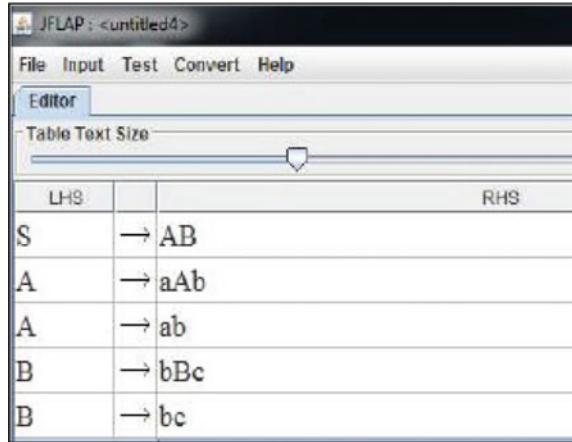 JFLAP : <untitled4>
File Input Test Convert Help
Editor
Table Text Size
LHS RHS
S → AB
A → aAb
A → ab
B → bBc
B → bc